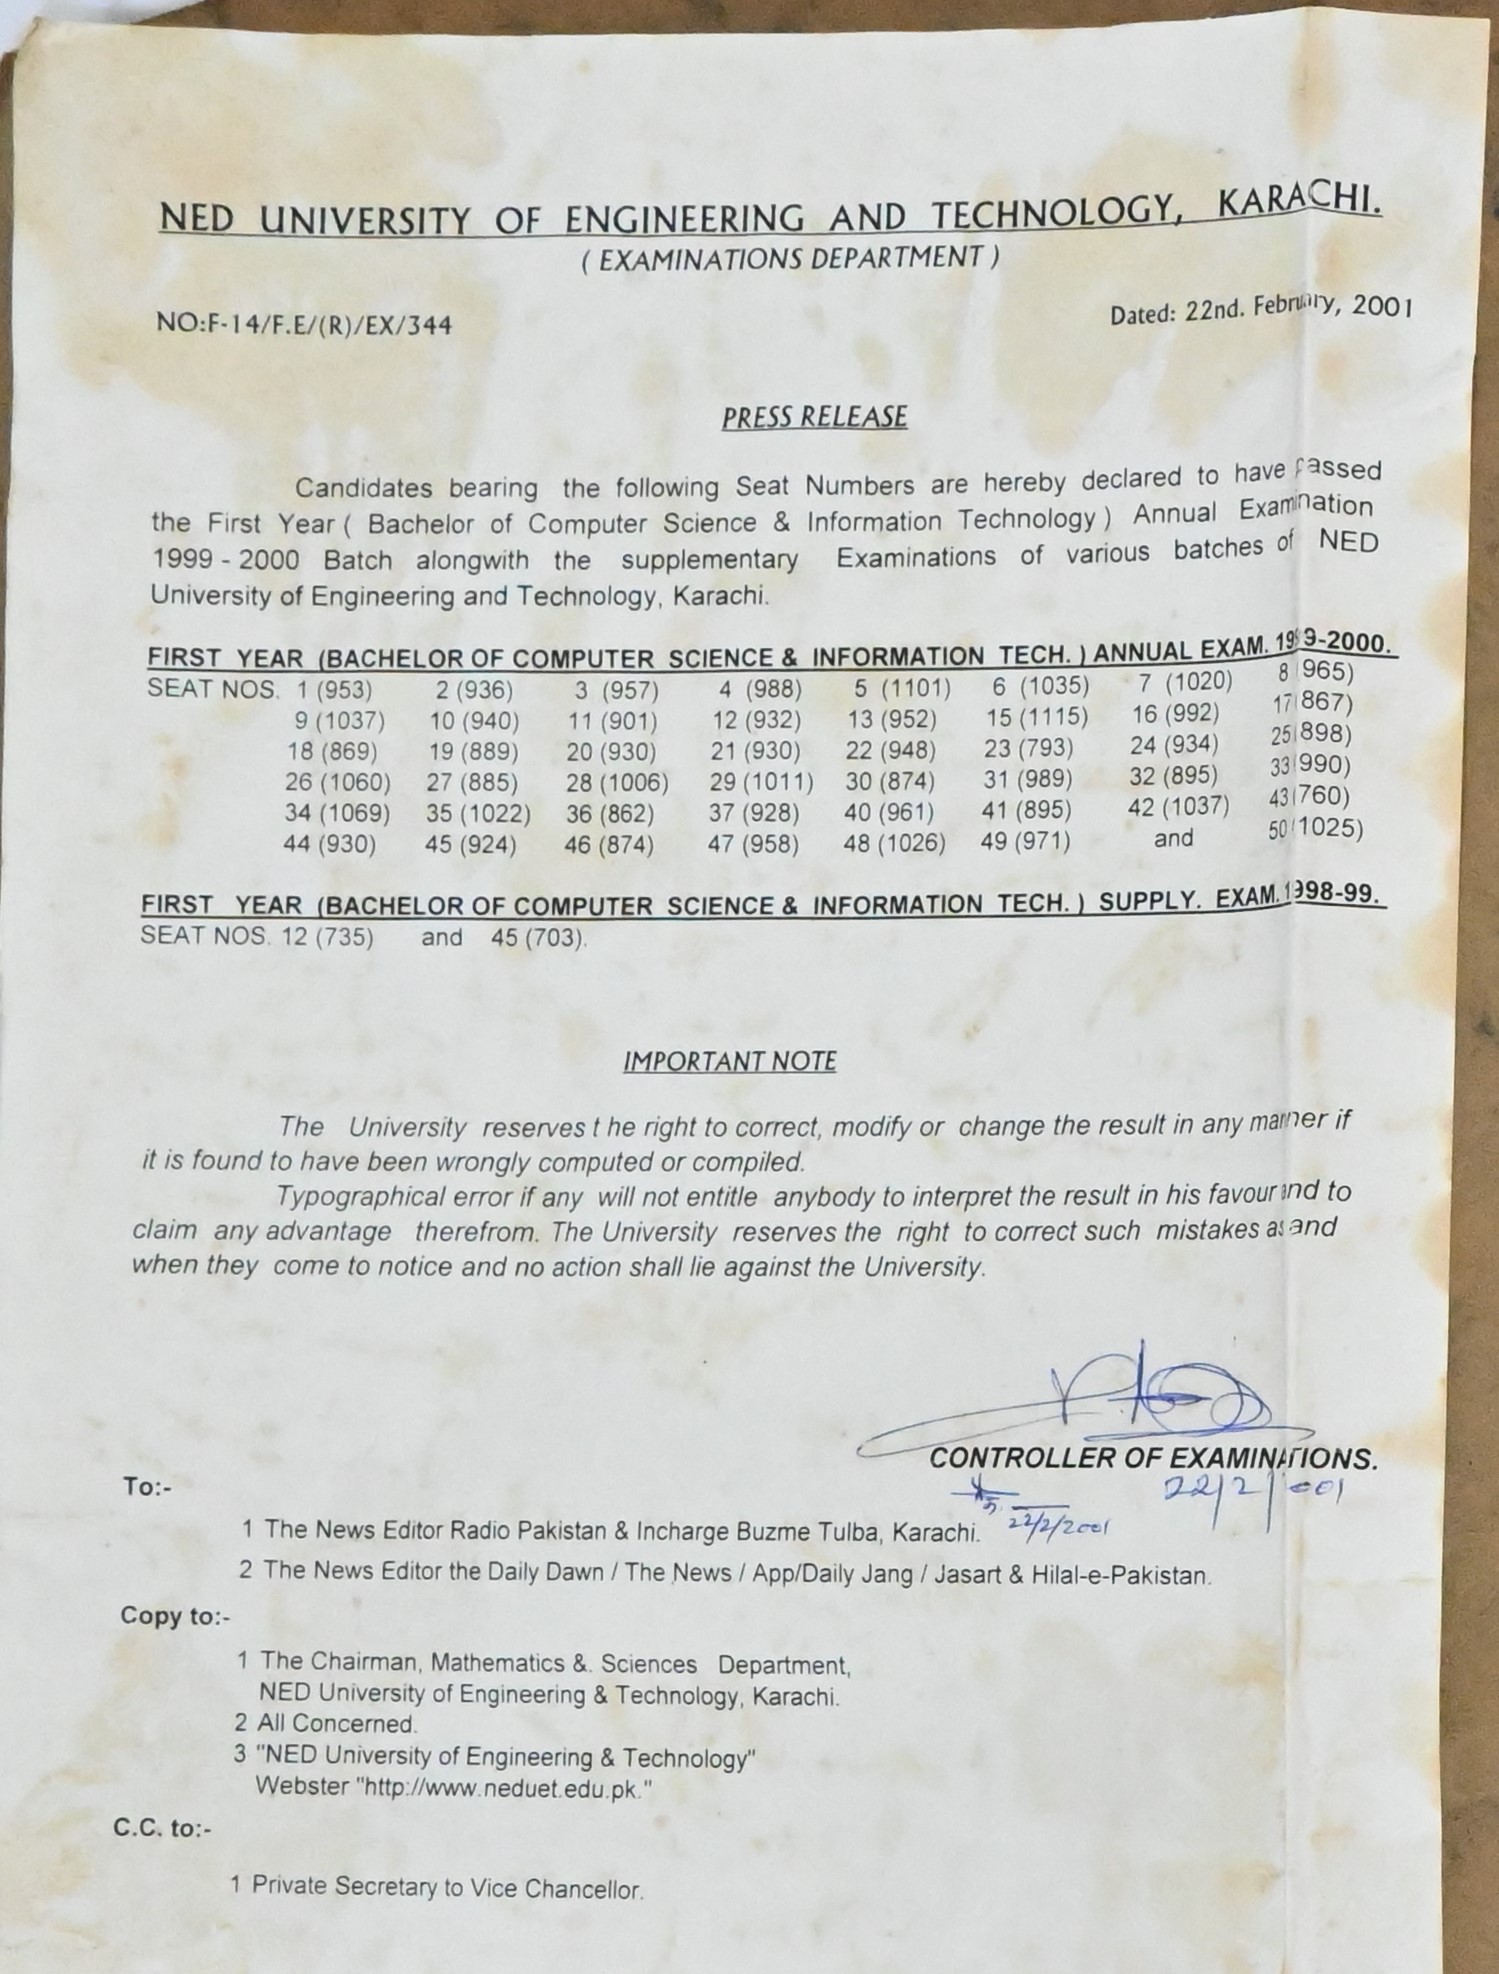 NED UNIVERSITY OF ENGINEERING AND TECHNOLOGY, KARACHI.
( EXAMINATIONS DEPARTMENT )
NO:F-14/F.E/(R)/EX/344 Dated: 22nd. February, 2001
PRESS RELEASE
Candidates bearing the following Seat Numbers are hereby declared to have passed
the First Year ( Bachelor of Computer Science & Information Technology ) Annual Examination
1999 - 2000 Batch alongwith the supplementary Examinations of various batches of NED
University of Engineering and Technology, Karachi.
FIRST YEAR (BACHELOR OF COMPUTER SCIENCE & INFORMATION TECH. ) ANNUAL EXAM. 1999-2000.
SEAT NOS. 1 (953) 2 (936) 3 (957) 4 (988) 5 (1101) 6 (1035) 7 (1020) 8 (965)
9 (1037) 10 (940) 11 (901) 12 (932) 13 (952) 15 (1115) 16 (992) 17 (867)
18 (869) 19 (889) 20 (930) 21 (930) 22 (948) 23 (793) 24 (934) 25 (898)
26 (1060) 27 (885) 28 (1006) 29 (1011) 30 (874) 31 (989) 32 (895) 33 (990)
34 (1069) 35 (1022) 36 (862) 37 (928) 40 (961) 41 (895) 42 (1037) 43 (760)
44 (930) 45 (924) 46 (874) 47 (958) 48 (1026) 49 (971) and 50 (1025)
FIRST YEAR (BACHELOR OF COMPUTER SCIENCE & INFORMATION TECH. ) SUPPLY. EXAM. 1998-99.
SEAT NOS. 12 (735) and 45 (703).
IMPORTANT NOTE
The University reserves t he right to correct, modify or change the result in any manner if
it is found to have been wrongly computed or compiled.
Typographical error if any will not entitle anybody to interpret the result in his favour and to
claim any advantage therefrom. The University reserves the right to correct such mistakes as and
when they come to notice and no action shall lie against the University.
CONTROLLER OF EXAMINATIONS.
22/2/2001
22/2/2001
To:-
1 The News Editor Radio Pakistan & Incharge Buzme Tulba, Karachi.
2 The News Editor the Daily Dawn / The News / App/Daily Jang / Jasart & Hilal-e-Pakistan.
Copy to:-
1 The Chairman, Mathematics &. Sciences Department,
NED University of Engineering & Technology, Karachi.
2 All Concerned.
3 "NED University of Engineering & Technology"
Webster "http://www.neduet.edu.pk."
C.C. to:-
1 Private Secretary to Vice Chancellor.